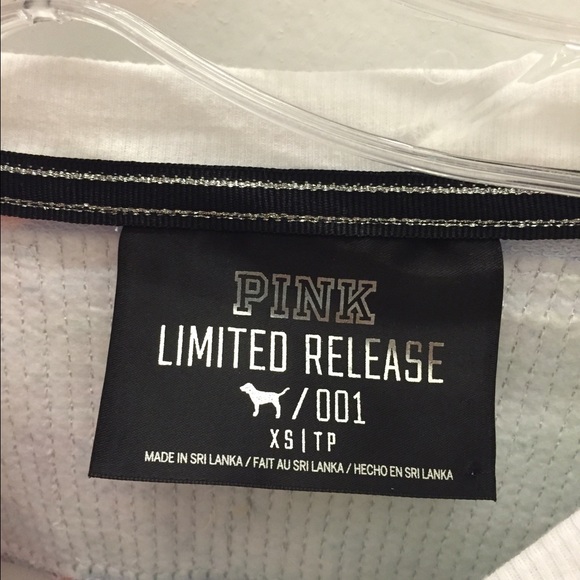 PINK
LIMITED RELEASE
/001
XS|TP
MADE IN SRI LANKA / FAIT AU SRI LANKA / HECHO EN SRI LANKA